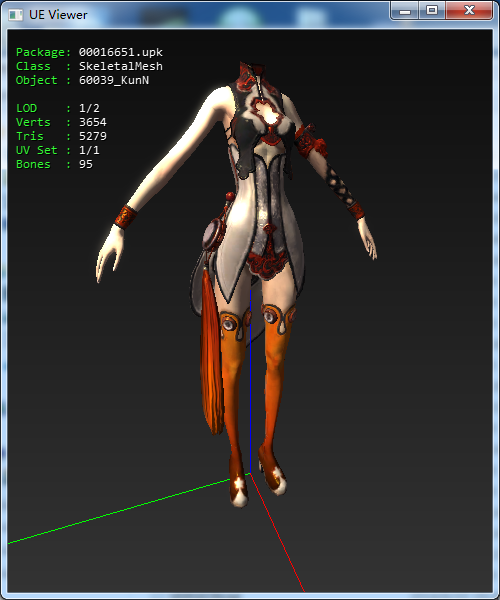 UE Viewer
Package: 00016651.upk
Class  : SkeletalMesh
Object : 60039_KunN
LOD    : 1/2
Verts  : 3654
Tris   : 5279
UV Set : 1/1
Bones  : 95